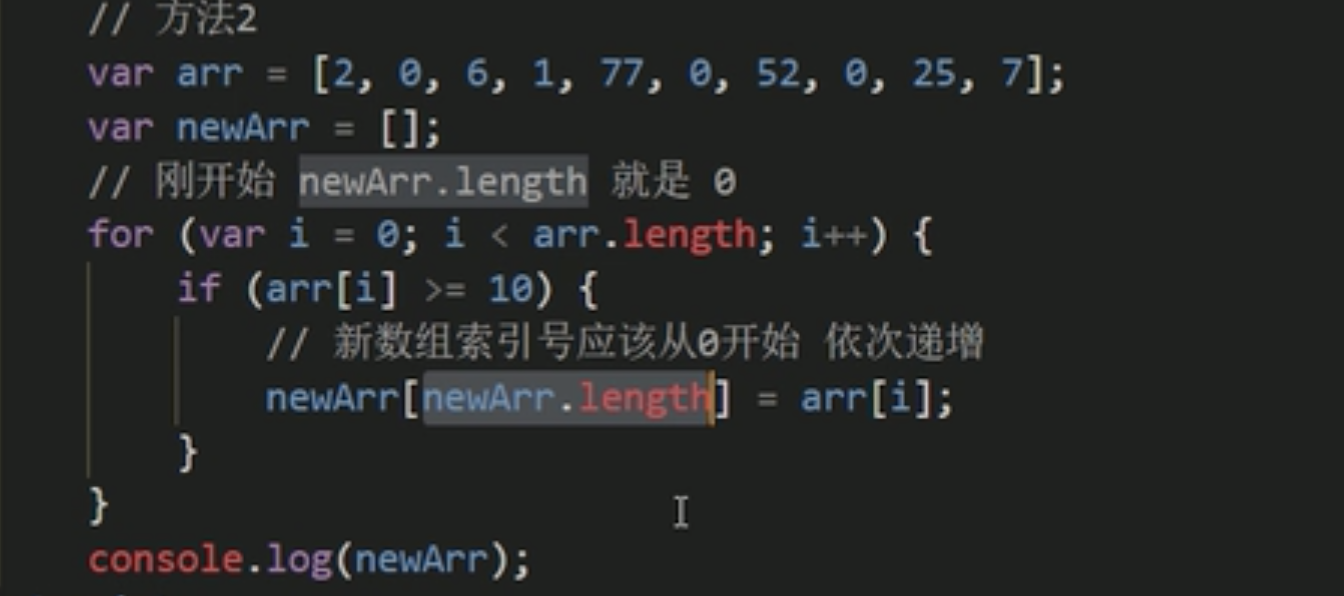 // 方法2
var arr = [2, 0, 6, 1, 77, 0, 52, 0, 25, 7];
var newArr = [];
// 刚开始 newArr.length 就是 0
for (var i = 0; i < arr.length; i++) {
    if (arr[i] >= 10) {
        // 新数组索引号应该从0开始 依次递增
        newArr[newArr.length] = arr[i];
    }
}
console.log(newArr);